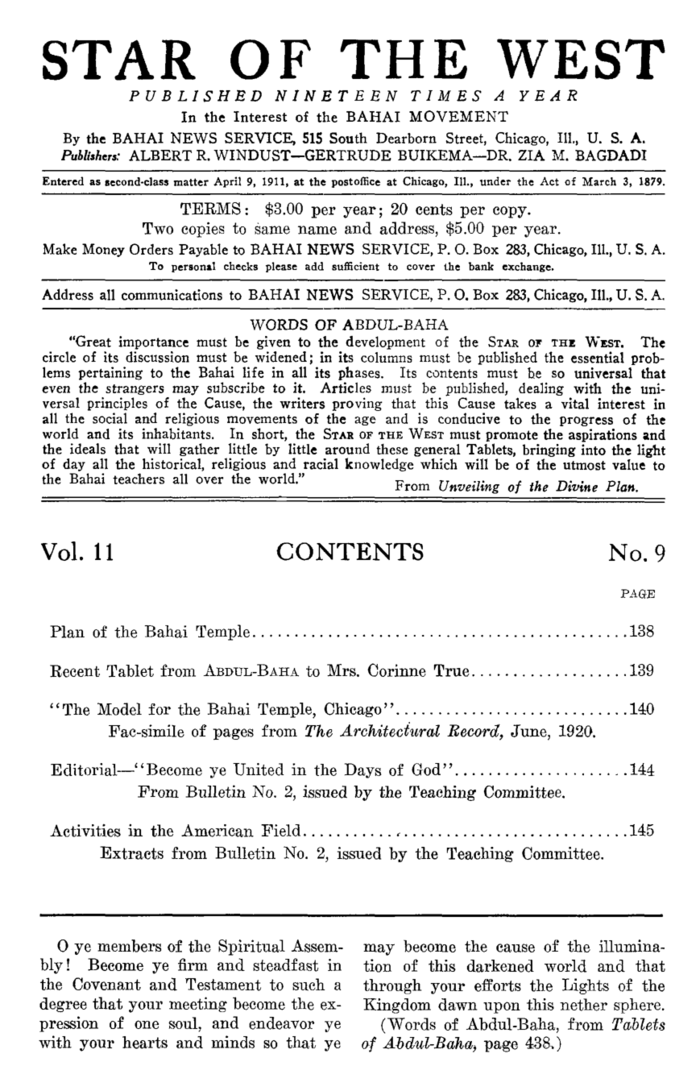 STAR OF THE WEST
PUBLISHED NINETEEN TIMES A YEAR
In the Interest of the BAHAI MOVEMENT
By the BAHAI NEWS SERVICE, 515 South Dearborn Street, Chicago, Ill., U. S. A.
Publishers: ALBERT R. WINDUST—GERTRUDE BUIKEMA—DR. ZIA M. BAGDADI
Entered as second-class matter April 9, 1911, at the postoffice at Chicago, Ill., under the Act of March 3, 1879.
TERMS: $3.00 per year; 20 cents per copy.
Two copies to same name and address, $5.00 per year.
Make Money Orders Payable to BAHAI NEWS SERVICE, P. O. Box 283, Chicago, Ill., U. S. A.
To personal checks please add sufficient to cover the bank exchange.
Address all communications to BAHAI NEWS SERVICE, P. O. Box 283, Chicago, Ill., U. S. A.
WORDS OF ABDUL-BAHA
"Great importance must be given to the development of the STAR OF THE WEST. The
circle of its discussion must be widened; in its columns must be published the essential prob-
lems pertaining to the Bahai life in all its phases. Its contents must be so universal that
even the strangers may subscribe to it. Articles must be published, dealing with the uni-
versal principles of the Cause, the writers proving that this Cause takes a vital interest in
all the social and religious movements of the age and is conducive to the progress of the
world and its inhabitants. In short, the STAR OF THE WEST must promote the aspirations and
the ideals that will gather little by little around these general Tablets, bringing into the light
of day all the historical, religious and racial knowledge which will be of the utmost value to
the Bahai teachers all over the world."
From Unveiling of the Divine Plan.
Vol. 11 CONTENTS No. 9
PAGE
Plan of the Bahai Temple..............................................138
Recent Tablet from ABDUL-BAHA to Mrs. Corinne True...................139
"The Model for the Bahai Temple, Chicago"............................140
Fac-simile of pages from The Architectural Record, June, 1920.
Editorial—"Become ye United in the Days of God".....................144
From Bulletin No. 2, issued by the Teaching Committee.
Activities in the American Field........................................145
Extracts from Bulletin No. 2, issued by the Teaching Committee.
O ye members of the Spiritual Assem-
bly! Become ye firm and steadfast in
the Covenant and Testament to such a
degree that your meeting become the ex-
pression of one soul, and endeavor ye
with your hearts and minds so that ye
may become the cause of the illumina-
tion of this darkened world and that
through your efforts the Lights of the
Kingdom dawn upon this nether sphere.
(Words of Abdul-Baha, from Tablets
of Abdul-Baha, page 438.)